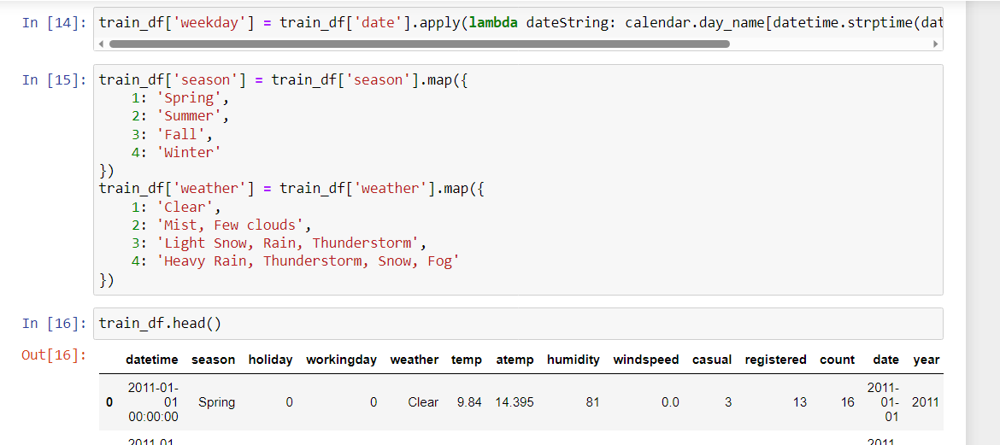 In [14]: train_df['weekday'] = train_df['date'].apply(lambda dateString: calendar.day_name[datetime.strptime(dat
In [15]: train_df['season'] = train_df['season'].map({
1: 'Spring',
2: 'Summer',
3: 'Fall',
4: 'Winter'
})
train_df['weather'] = train_df['weather'].map({
1: 'Clear',
2: 'Mist, Few clouds',
3: 'Light Snow, Rain, Thunderstorm',
4: 'Heavy Rain, Thunderstorm, Snow, Fog'
})
In [16]: train_df.head()
Out[16]:
datetime season holiday workingday weather temp atemp humidity windspeed casual registered count date year
2011-01- 2011-
0 01 Spring 0 0 Clear 9.84 14.395 81 0.0 3 13 16 01- 2011
00:00:00 01
2011-01- 2011-